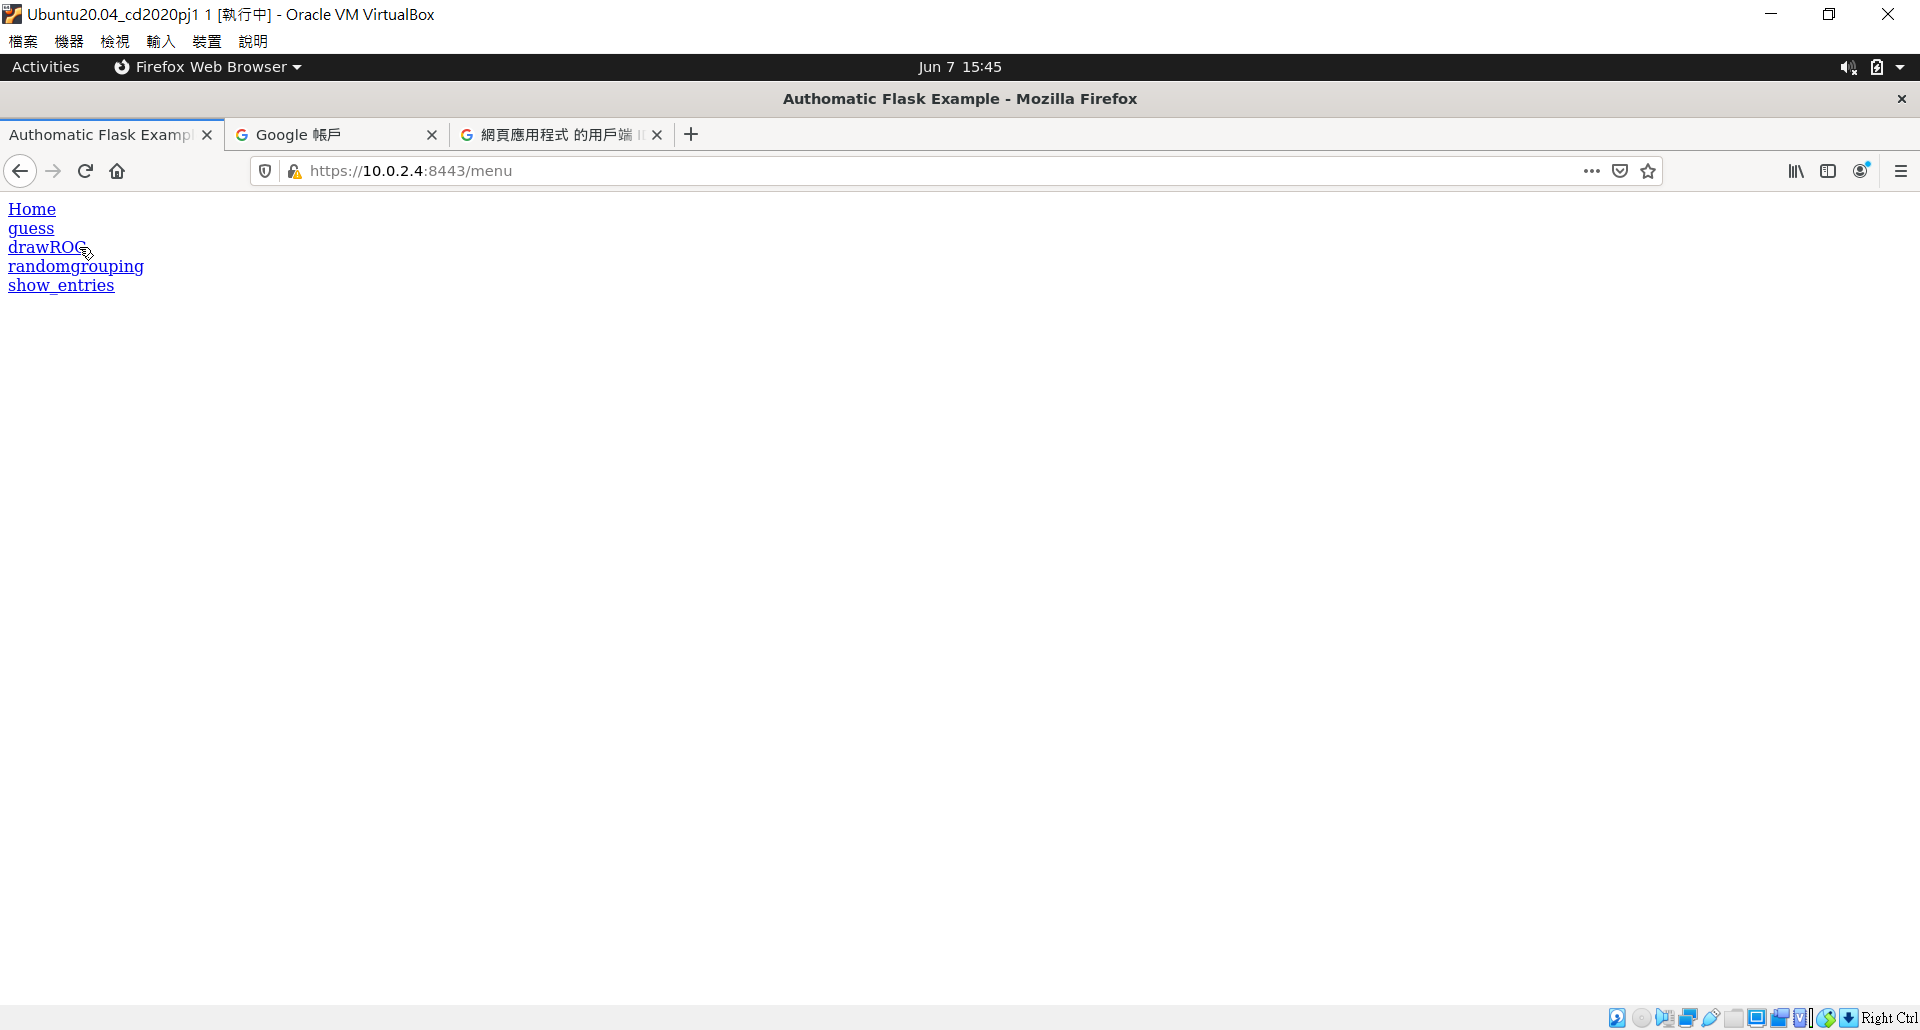 Ubuntu20.04_cd2020pj1 1 [執行中] - Oracle VM VirtualBox
檔案 機器 檢視 輸入 裝置 說明
Activities Firefox Web Browser Jun 7 15:45
Authomatic Flask Example - Mozilla Firefox
Authomatic Flask Exampl Google 帳戶 網頁應用程式 的用戶端
https://10.0.2.4:8443/menu
Home
guess
drawROC
randomgrouping
show_entries
Right Ctrl